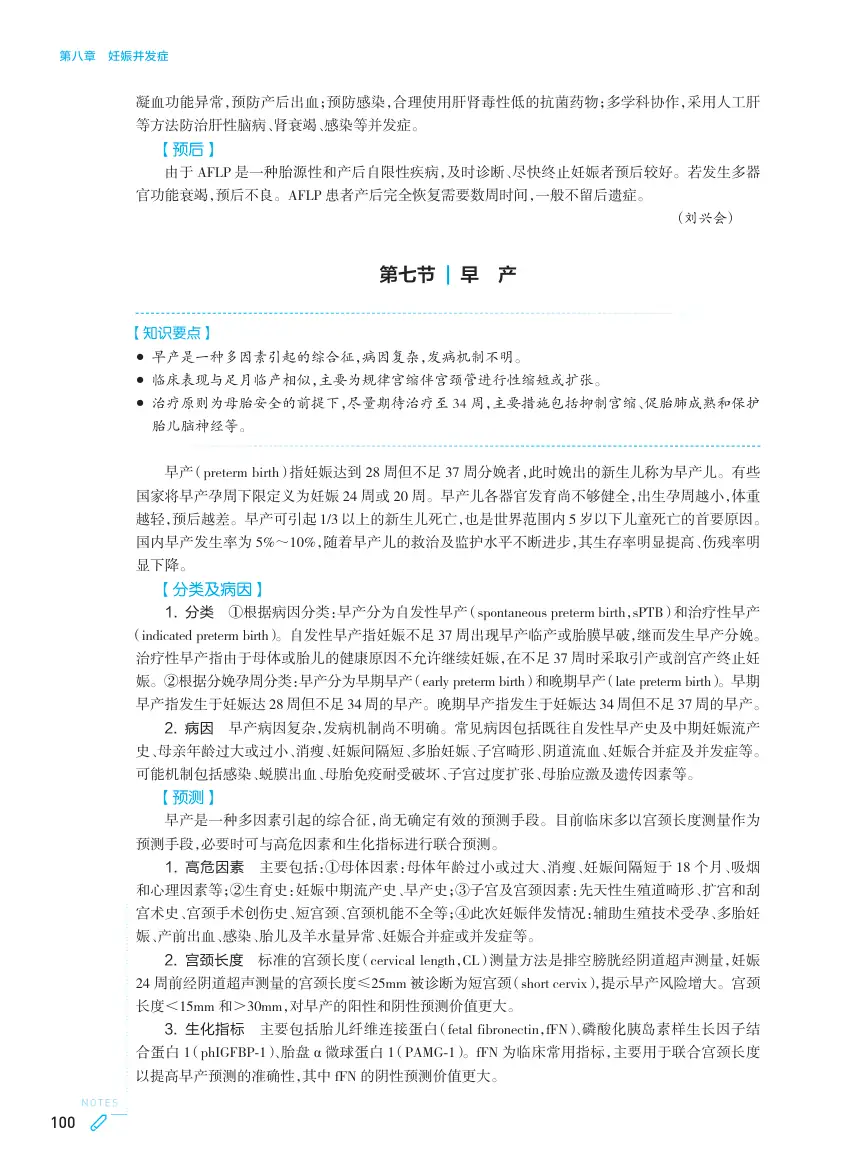 第八章 妊娠并发症
凝血功能异常,预防产后出血;预防感染,合理使用肝肾毒性低的抗菌药物;多学科协作,采用人工肝
等方法防治肝性脑病、肾衰竭、感染等并发症。
【预后】
由于 AFLP 是一种胎源性和产后自限性疾病,及时诊断、尽快终止妊娠者预后较好。若发生多器
官功能衰竭,预后不良。AFLP 患者产后完全恢复需要数周时间,一般不留后遗症。
(刘兴会)
第七节 | 早 产
【知识要点】
● 早产是一种多因素引起的综合征,病因复杂,发病机制不明。
● 临床表现与足月临产相似,主要为规律宫缩伴宫颈管进行性缩短或扩张。
● 治疗原则为母胎安全的前提下,尽量期待治疗至 34 周,主要措施包括抑制宫缩、促胎肺成熟和保护
胎儿脑神经等。
早产(preterm birth)指妊娠达到 28 周但不足 37 周分娩者,此时娩出的新生儿称为早产儿。有些
国家将早产孕周下限定义为妊娠 24 周或 20 周。早产儿各器官发育尚不够健全,出生孕周越小,体重
越轻,预后越差。早产可引起 1/3 以上的新生儿死亡,也是世界范围内 5 岁以下儿童死亡的首要原因。
国内早产发生率为 5%～10%,随着早产儿的救治及监护水平不断进步,其生存率明显提高、伤残率明
显下降。
【分类及病因】
1. 分类 ①根据病因分类:早产分为自发性早产(spontaneous preterm birth,sPTB)和治疗性早产
(indicated preterm birth)。自发性早产指妊娠不足 37 周出现早产临产或胎膜早破,继而发生早产分娩。
治疗性早产指由于母体或胎儿的健康原因不允许继续妊娠,在不足 37 周时采取引产或剖宫产终止妊
娠。②根据分娩孕周分类:早产分为早期早产(early preterm birth)和晚期早产(late preterm birth)。早期
早产指发生于妊娠达 28 周但不足 34 周的早产。晚期早产指发生于妊娠达 34 周但不足 37 周的早产。
2. 病因 早产病因复杂,发病机制尚不明确。常见病因包括既往自发性早产史及中期妊娠流产
史、母亲年龄过大或过小、消瘦、妊娠间隔短、多胎妊娠、子宫畸形、阴道流血、妊娠合并症及并发症等。
可能机制包括感染、蜕膜出血、母胎免疫耐受破坏、子宫过度扩张、母胎应激及遗传因素等。
【预测】
早产是一种多因素引起的综合征,尚无确定有效的预测手段。目前临床多以宫颈长度测量作为
预测手段,必要时可与高危因素和生化指标进行联合预测。
1. 高危因素 主要包括:①母体因素:母体年龄过小或过大、消瘦、妊娠间隔短于 18 个月、吸烟
和心理因素等;②生育史:妊娠中期流产史、早产史;③子宫及宫颈因素:先天性生殖道畸形、扩宫和刮
宫术史、宫颈手术创伤史、短宫颈、宫颈机能不全等;④此次妊娠伴发情况:辅助生殖技术受孕、多胎妊
娠、产前出血、感染、胎儿及羊水量异常、妊娠合并症或并发症等。
2. 宫颈长度 标准的宫颈长度(cervical length,CL)测量方法是排空膀胱经阴道超声测量,妊娠
24 周前经阴道超声测量的宫颈长度≤25mm 被诊断为短宫颈(short cervix),提示早产风险增大。宫颈
长度＜15mm 和＞30mm,对早产的阳性和阴性预测价值更大。
3. 生化指标 主要包括胎儿纤维连接蛋白(fetal fibronectin,fFN)、磷酸化胰岛素样生长因子结
合蛋白 1(phIGFBP-1)、胎盘 α 微球蛋白 1(PAMG-1)。fFN 为临床常用指标,主要用于联合宫颈长度
以提高早产预测的准确性,其中 fFN 的阴性预测价值更大。
NOTES
100